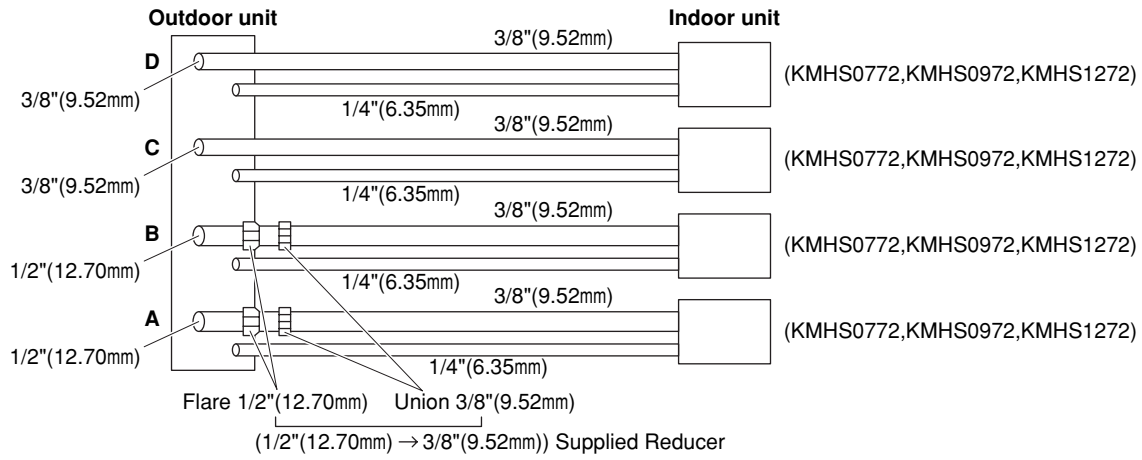 Outdoor unit
Indoor unit
D
3/8"(9.52mm)
3/8"(9.52mm)
1/4"(6.35mm)
(KMHS0772,KMHS0972,KMHS1272)
C
3/8"(9.52mm)
3/8"(9.52mm)
1/4"(6.35mm)
(KMHS0772,KMHS0972,KMHS1272)
B
1/2"(12.70mm)
3/8"(9.52mm)
1/4"(6.35mm)
(KMHS0772,KMHS0972,KMHS1272)
A
1/2"(12.70mm)
3/8"(9.52mm)
1/4"(6.35mm)
(KMHS0772,KMHS0972,KMHS1272)
Flare 1/2"(12.70mm)
Union 3/8"(9.52mm)
(1/2"(12.70mm) → 3/8"(9.52mm)) Supplied Reducer